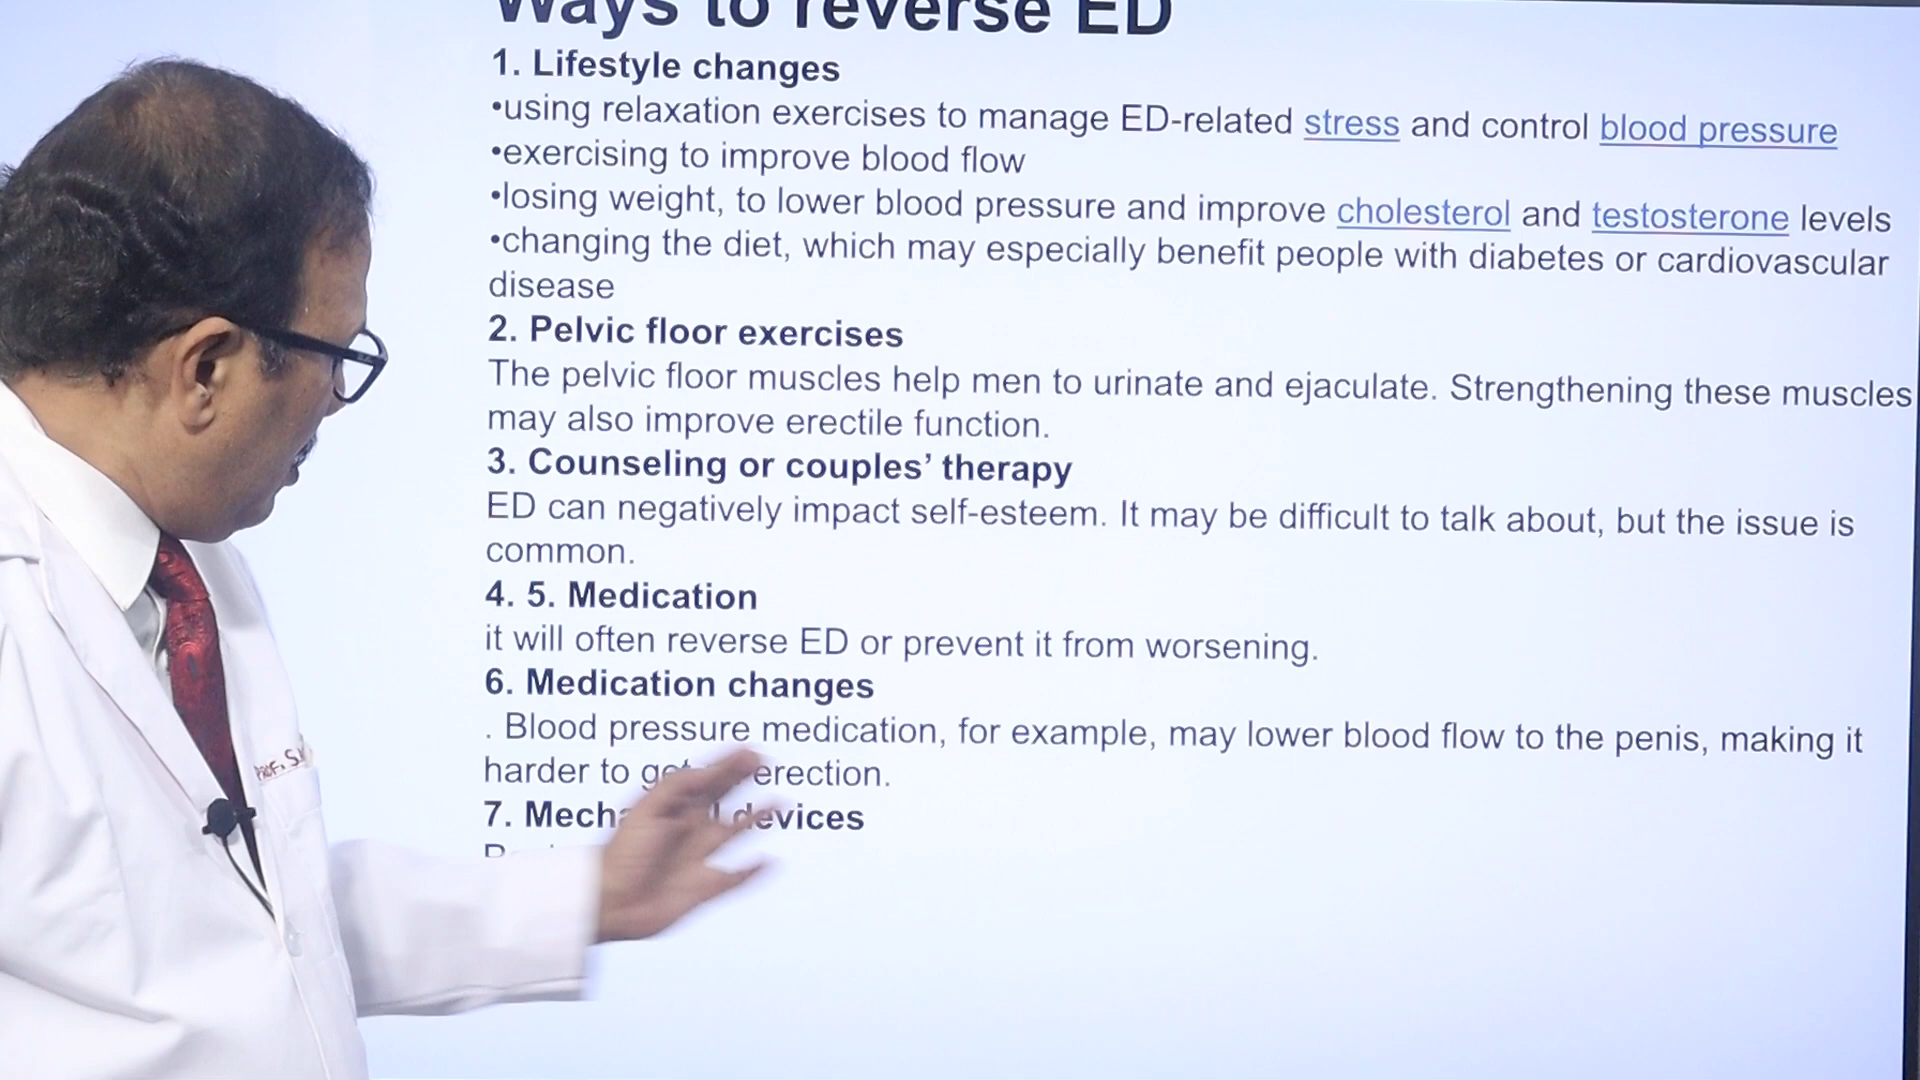 Ways to reverse ED
1. Lifestyle changes
•using relaxation exercises to manage ED-related stress and control blood pressure
•exercising to improve blood flow
•losing weight, to lower blood pressure and improve cholesterol and testosterone levels
•changing the diet, which may especially benefit people with diabetes or cardiovascular
disease
2. Pelvic floor exercises
The pelvic floor muscles help men to urinate and ejaculate. Strengthening these muscles
may also improve erectile function.
3. Counseling or couples’ therapy
ED can negatively impact self-esteem. It may be difficult to talk about, but the issue is
common.
4. 5. Medication
it will often reverse ED or prevent it from worsening.
6. Medication changes
. Blood pressure medication, for example, may lower blood flow to the penis, making it
harder to erection.
7. devices
PROF. S.